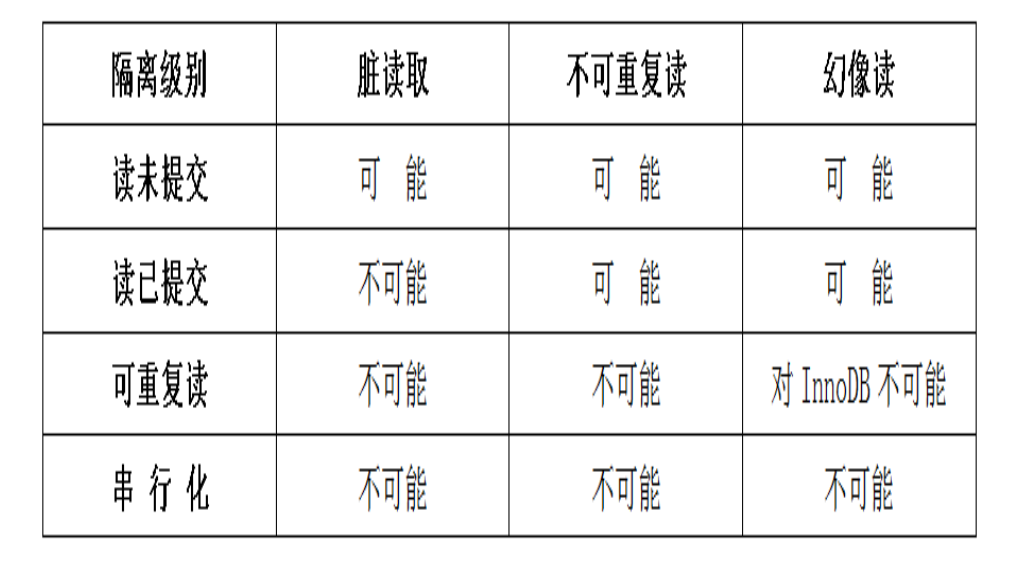 隔离级别 脏读取 不可重复读 幻像读
读未提交 可 能 可 能 可 能
读已提交 不可能 可 能 可 能
可重复读 不可能 不可能 对 InnoDB 不可能
串 行 化 不可能 不可能 不可能